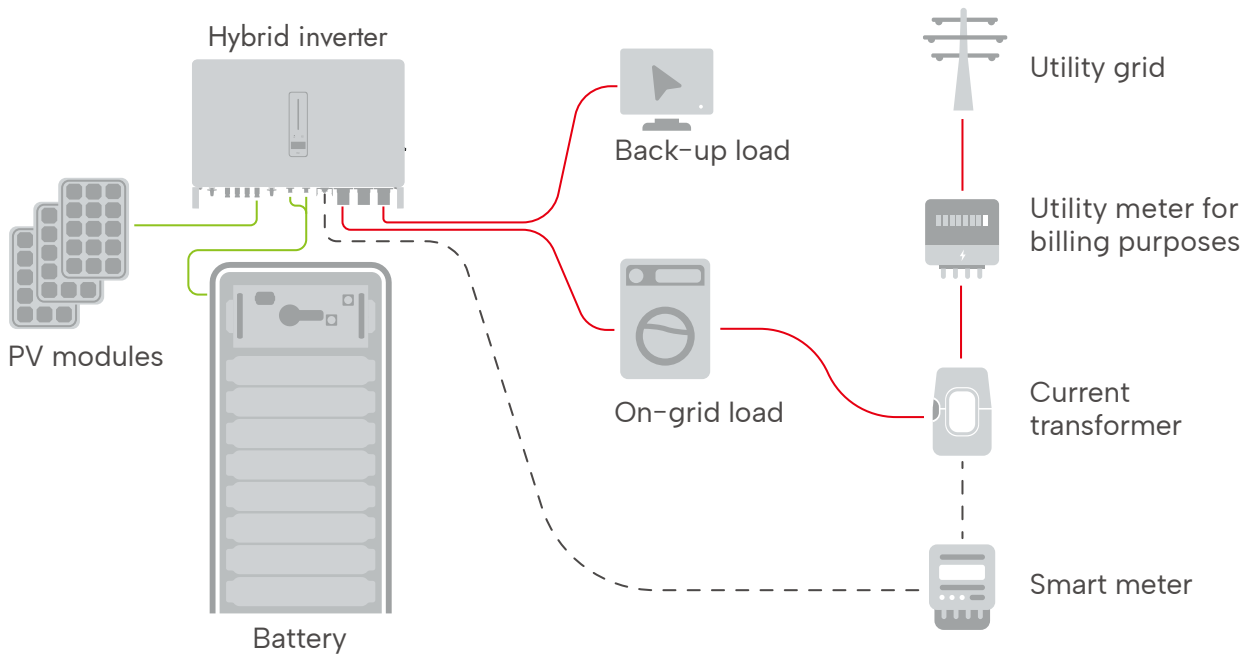 Hybrid inverter
Utility grid
Back-up load
Utility meter for
billing purposes
PV modules
On-grid load
Current
transformer
Smart meter
Battery